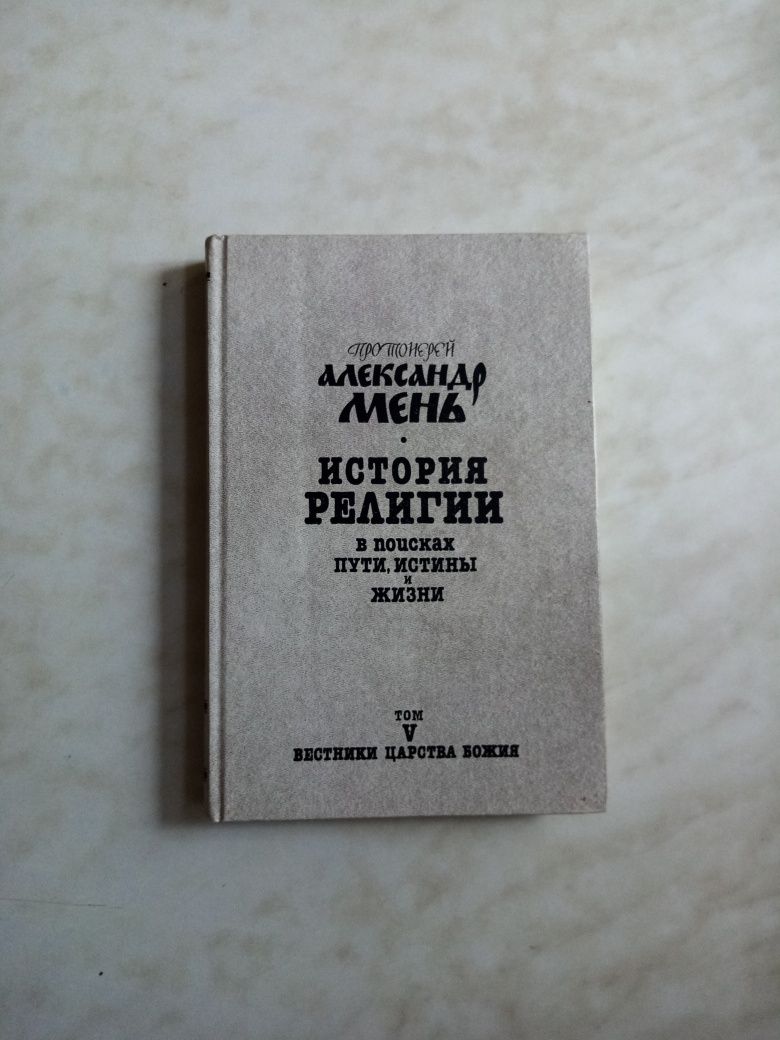 ПРОТОИЕРЕЙ
АЛЕКСАНДР
МЕНЬ
•
ИСТОРИЯ
РЕЛИГИИ
в поисках
ПУТИ, ИСТИНЫ
и
ЖИЗНИ
ТОМ
V
ВЕСТНИКИ ЦАРСТВА БОЖИЯ